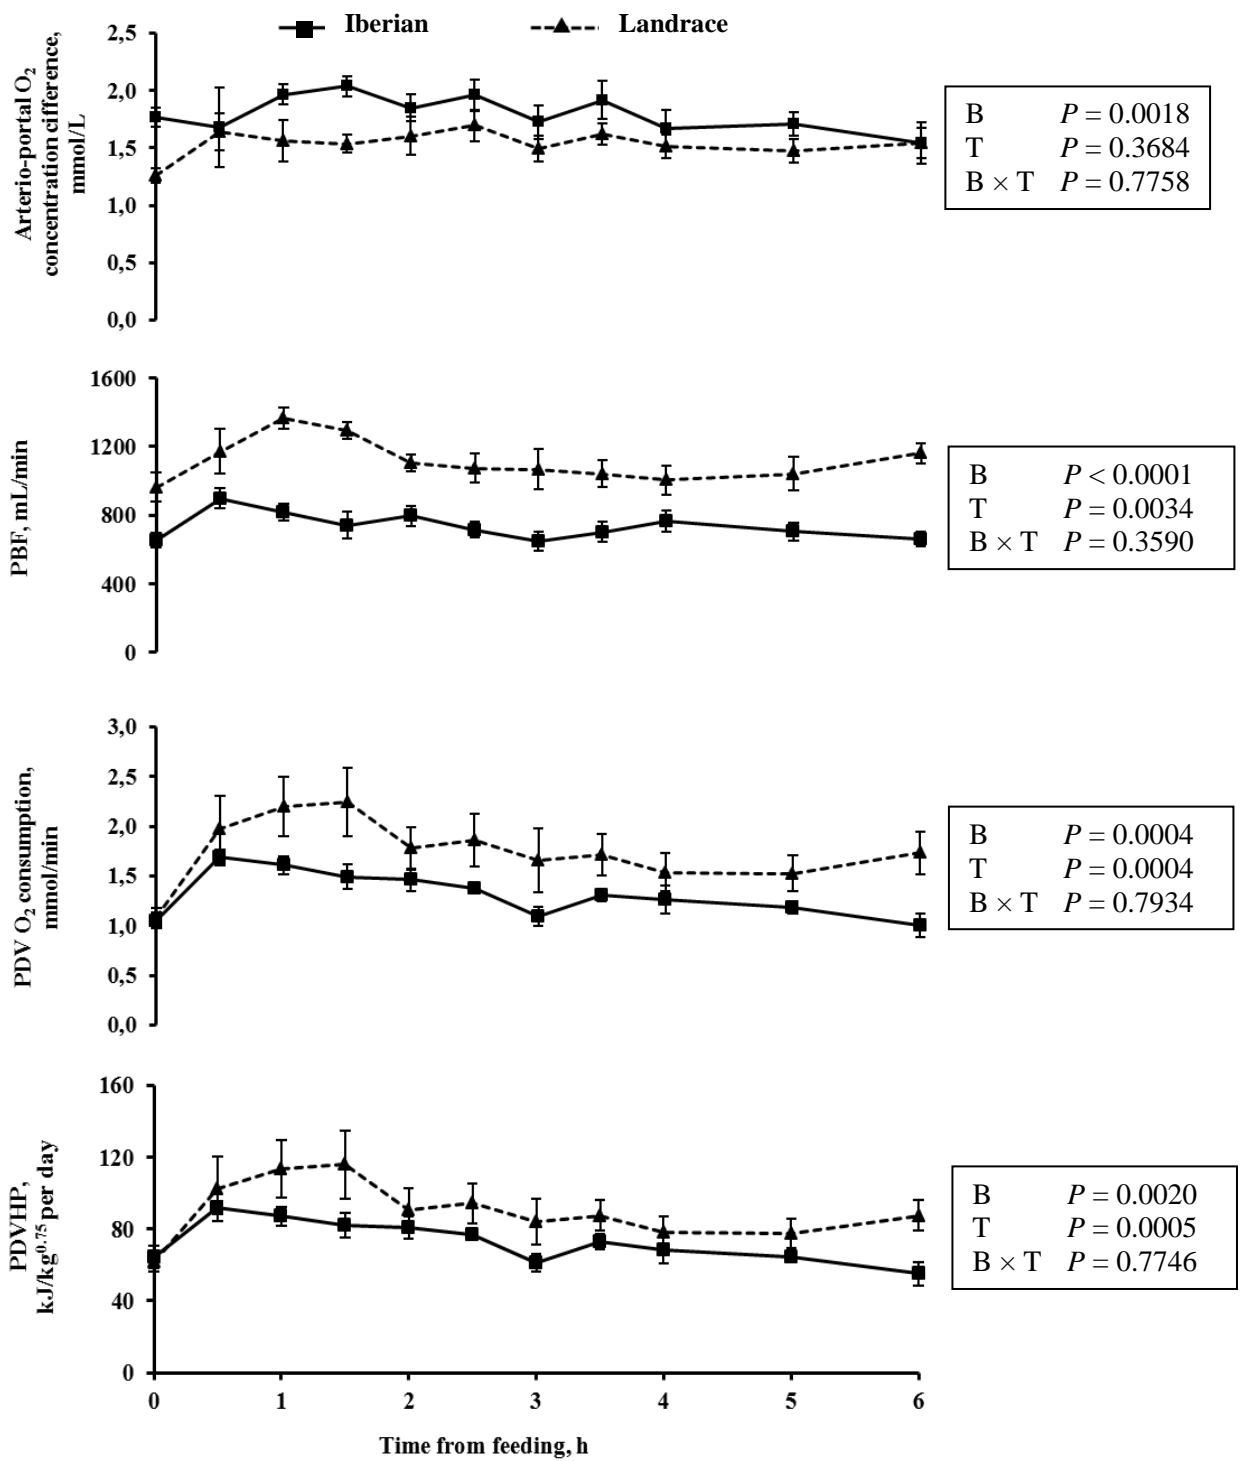 Iberian Landrace
Arterio-portal O₂
concentration cifference,
mmol/L
2,5
2,0
1,5
1,0
0,5
0,0
B P = 0.0018
T P = 0.3684
B × T P = 0.7758
PBF, mL/min
1600
1200
800
400
0
B P < 0.0001
T P = 0.0034
B × T P = 0.3590
PDV O₂ consumption,
mmol/min
3,0
2,5
2,0
1,5
1,0
0,5
0,0
B P = 0.0004
T P = 0.0004
B × T P = 0.7934
PDVHP,
kJ/kg⁰·⁷⁵ per day
160
120
80
40
0
B P = 0.0020
T P = 0.0005
B × T P = 0.7746
0 1 2 3 4 5 6
Time from feeding, h